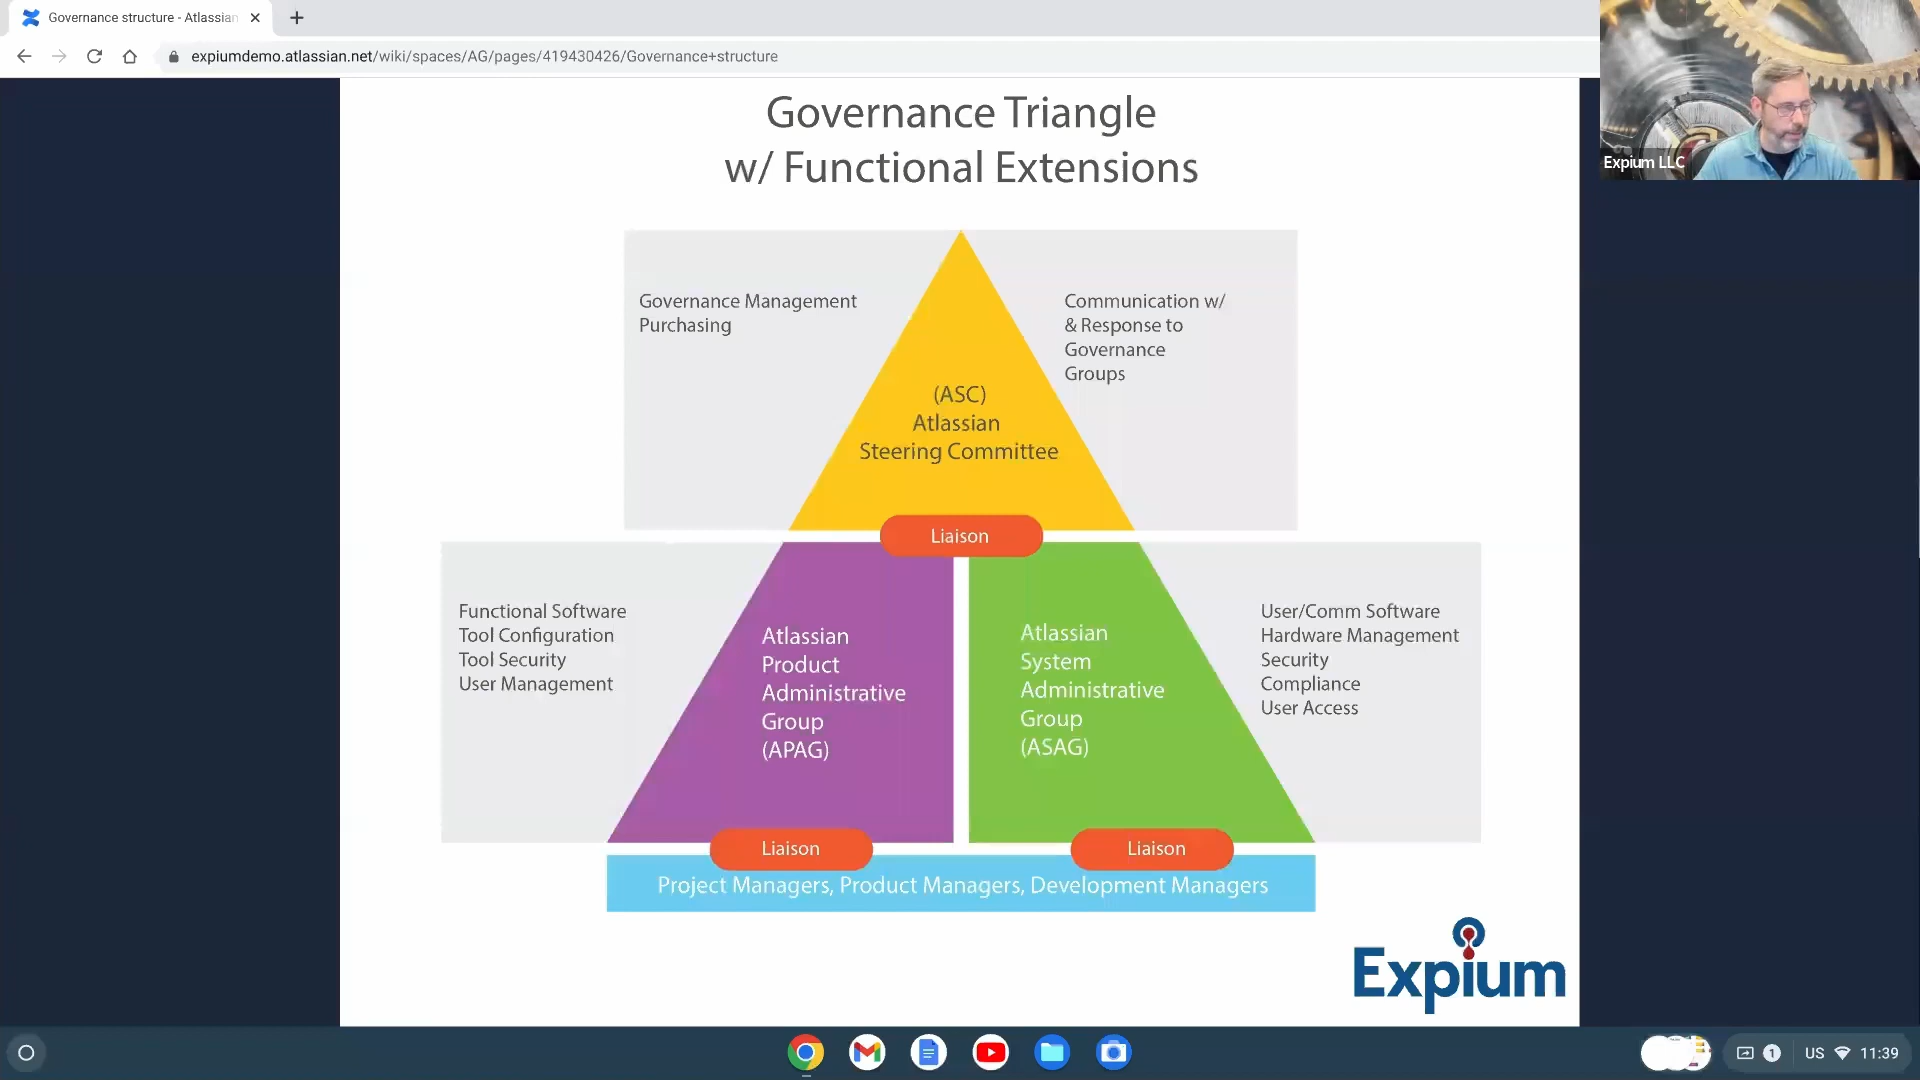 Governance structure - Atlassian
expiumdemo.atlassian.net/wiki/spaces/AG/pages/419430426/Governance+structure
Expium LLC
Governance Triangle
w/ Functional Extensions
Governance Management
Purchasing
Communication w/
& Response to
Governance
Groups
(ASC)
Atlassian
Steering Committee
Liaison
Functional Software
Tool Configuration
Tool Security
User Management
Atlassian
Product
Administrative
Group
(APAG)
Atlassian
System
Administrative
Group
(ASAG)
User/Comm Software
Hardware Management
Security
Compliance
User Access
Liaison
Liaison
Project Managers, Product Managers, Development Managers
Expium
1
US
11:39